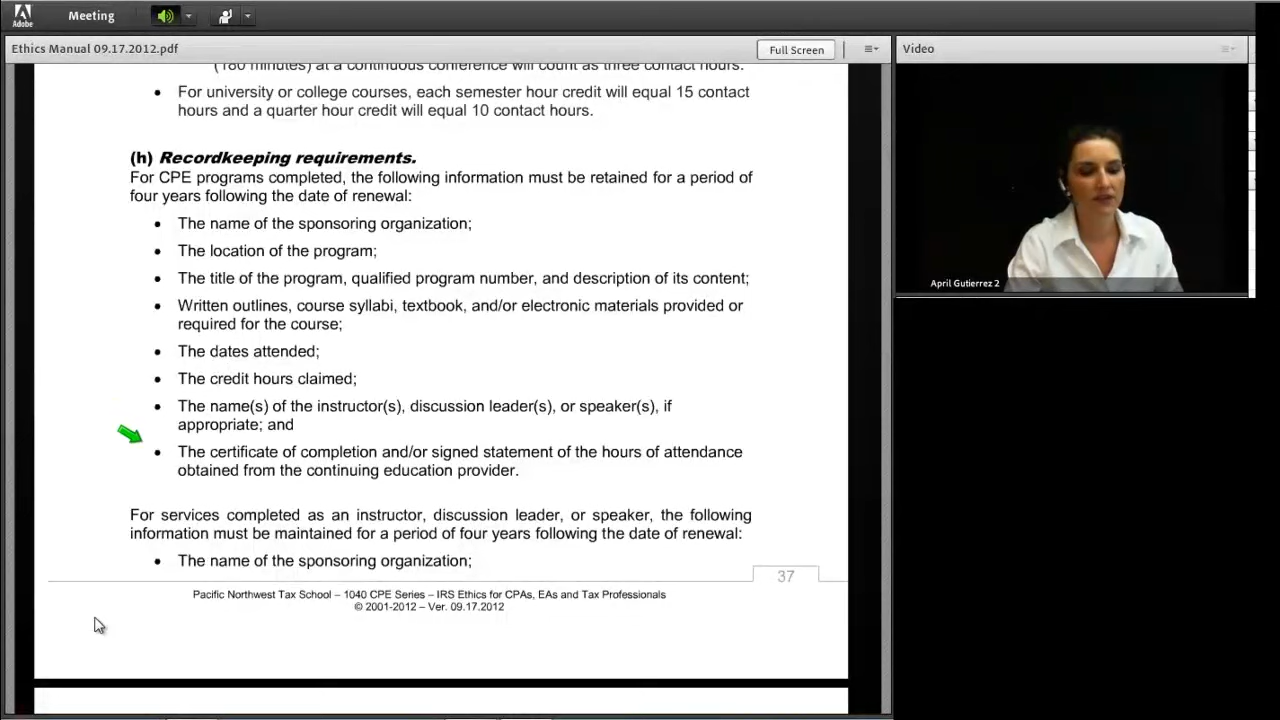 Adobe
Meeting
Ethics Manual 09.17.2012.pdf
Full Screen
Video
(180 minutes) at a continuous conference will count as three contact hours.
• For university or college courses, each semester hour credit will equal 15 contact
hours and a quarter hour credit will equal 10 contact hours.
(h) Recordkeeping requirements.
For CPE programs completed, the following information must be retained for a period of
four years following the date of renewal:
• The name of the sponsoring organization;
• The location of the program;
• The title of the program, qualified program number, and description of its content;
• Written outlines, course syllabi, textbook, and/or electronic materials provided or
required for the course;
• The dates attended;
• The credit hours claimed;
• The name(s) of the instructor(s), discussion leader(s), or speaker(s), if
appropriate; and
• The certificate of completion and/or signed statement of the hours of attendance
obtained from the continuing education provider.
For services completed as an instructor, discussion leader, or speaker, the following
information must be maintained for a period of four years following the date of renewal:
• The name of the sponsoring organization;
37
Pacific Northwest Tax School – 1040 CPE Series – IRS Ethics for CPAs, EAs and Tax Professionals
© 2001-2012 – Ver. 09.17.2012
April Gutierrez 2